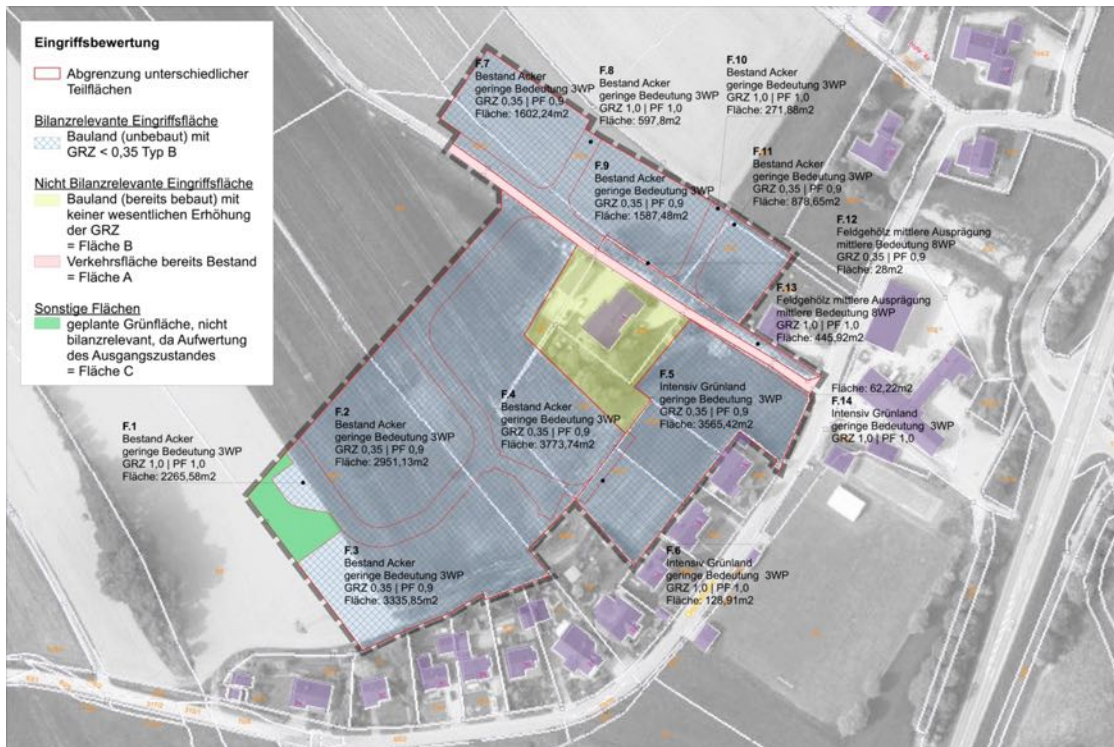 Eingriffsbewertung
Abgrenzung unterschiedlicher
Teilflächen
Bilanzrelevante Eingriffsfläche
Bauland (unbebaut) mit
GRZ < 0,35 Typ B
Nicht Bilanzrelevante Eingriffsfläche
Bauland (bereits bebaut) mit
keiner wesentlichen Erhöhung
der GRZ
= Fläche B
Verkehrsfläche bereits Bestand
= Fläche A
Sonstige Flächen
geplante Grünfläche, nicht
bilanzrelevant, da Aufwertung
des Ausgangszustandes
= Fläche C
F.7
Bestand Acker
geringe Bedeutung 3WP
GRZ 0,35 | PF 0,9
Fläche: 1602,24m2
F.8
Bestand Acker
geringe Bedeutung 3WP
GRZ 1,0 | PF 1,0
Fläche: 597,8m2
F.10
Bestand Acker
geringe Bedeutung 3WP
GRZ 1,0 | PF 1,0
Fläche: 271,88m2
F.9
Bestand Acker
geringe Bedeutung 3WP
GRZ 0,35 | PF 0,9
Fläche: 1587,48m2
F.11
Bestand Acker
geringe Bedeutung 3WP
GRZ 0,35 | PF 0,9
Fläche: 878,65m2
F.12
Feldgehölz mittlere Ausprägung
mittlere Bedeutung 8WP
GRZ 0,35 | PF 0,9
Fläche: 28m2
F.13
Feldgehölz mittlere Ausprägung
mittlere Bedeutung 8WP
GRZ 1,0 | PF 1,0
Fläche: 445,92m2
F.5
Intensiv Grünland
geringe Bedeutung 3WP
GRZ 0,35 | PF 0,9
Fläche: 3565,42m2
Fläche: 62,22m2
F.14
Intensiv Grünland
geringe Bedeutung 3WP
GRZ 1,0 | PF 1,0
F.4
Bestand Acker
geringe Bedeutung 3WP
GRZ 0,35 | PF 0,9
Fläche: 3773,74m2
F.2
Bestand Acker
geringe Bedeutung 3WP
GRZ 0,35 | PF 0,9
Fläche: 2951,13m2
F.1
Bestand Acker
geringe Bedeutung 3WP
GRZ 1,0 | PF 1,0
Fläche: 2265,58m2
F.3
Bestand Acker
geringe Bedeutung 3WP
GRZ 0,35 | PF 0,9
Fläche: 3335,85m2
F.6
Intensiv Grünland
geringe Bedeutung 3WP
GRZ 1,0 | PF 1,0
Fläche: 128,91m2